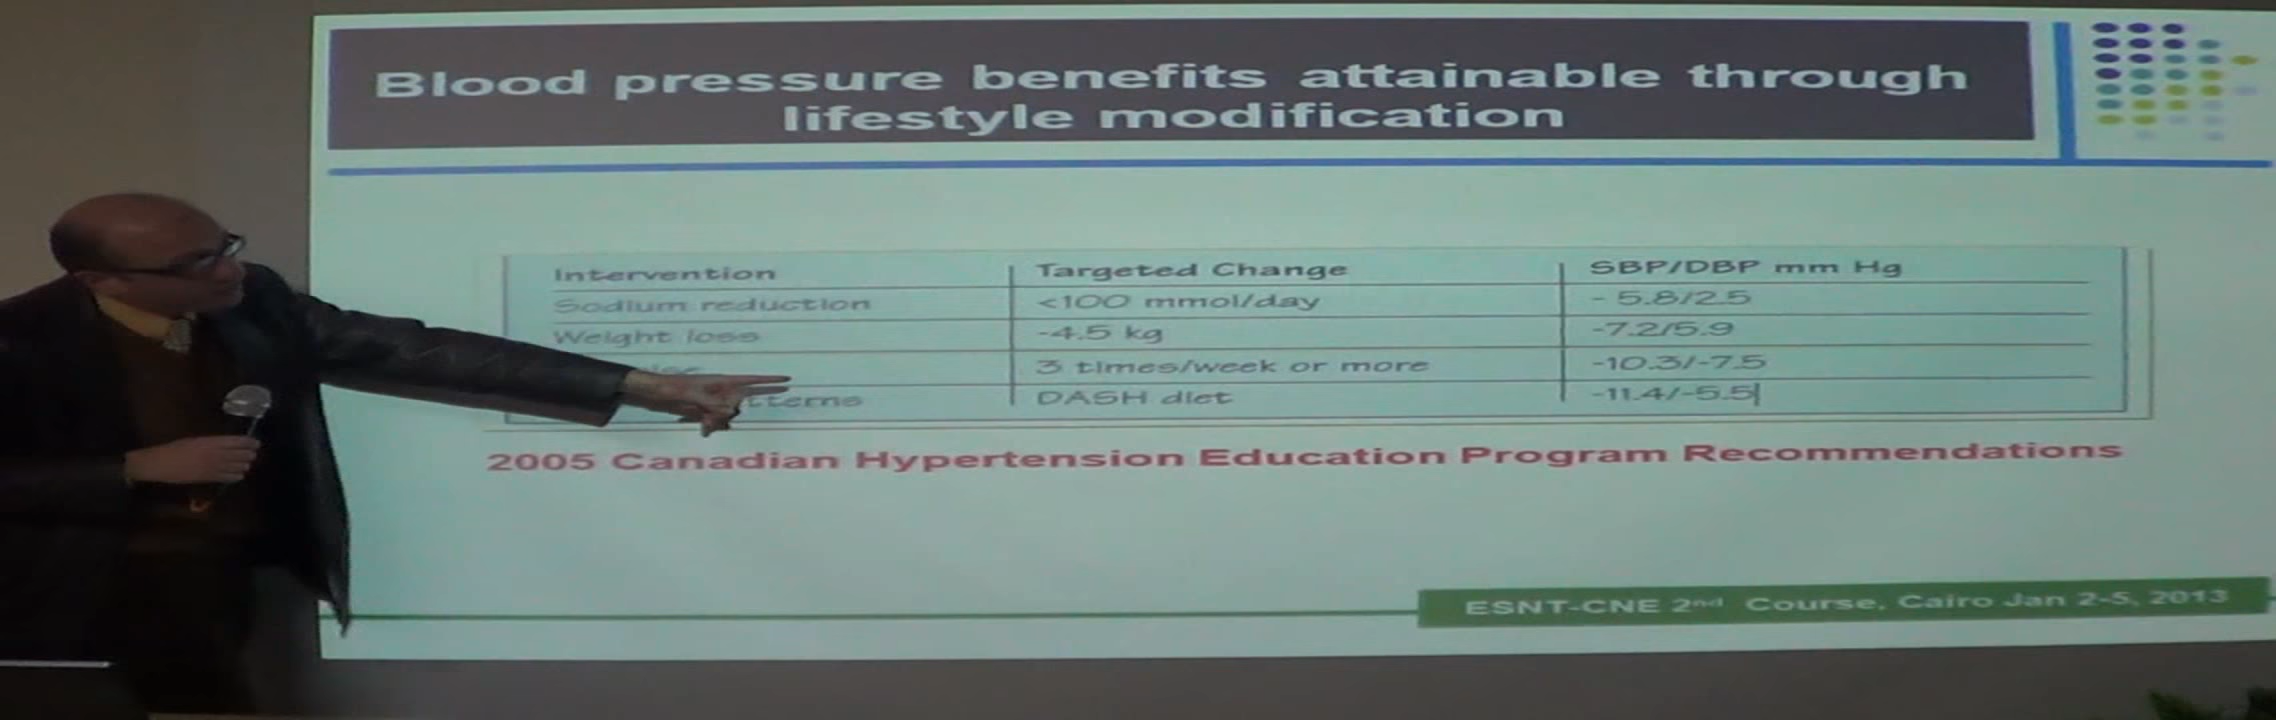 Blood pressure benefits attainable through
lifestyle modification
Intervention Targeted Change SBP/DBP mm Hg
Sodium reduction <100 mmol/day - 5.8/2.5
Weight loss -4.5 kg -7.2/5.9
3 times/week or more -10.3/-7.5
DASH diet -11.4/-5.5
2005 Canadian Hypertension Education Program Recommendations
ESNT-CNE 2nd Course, Cairo Jan 2-5, 2013